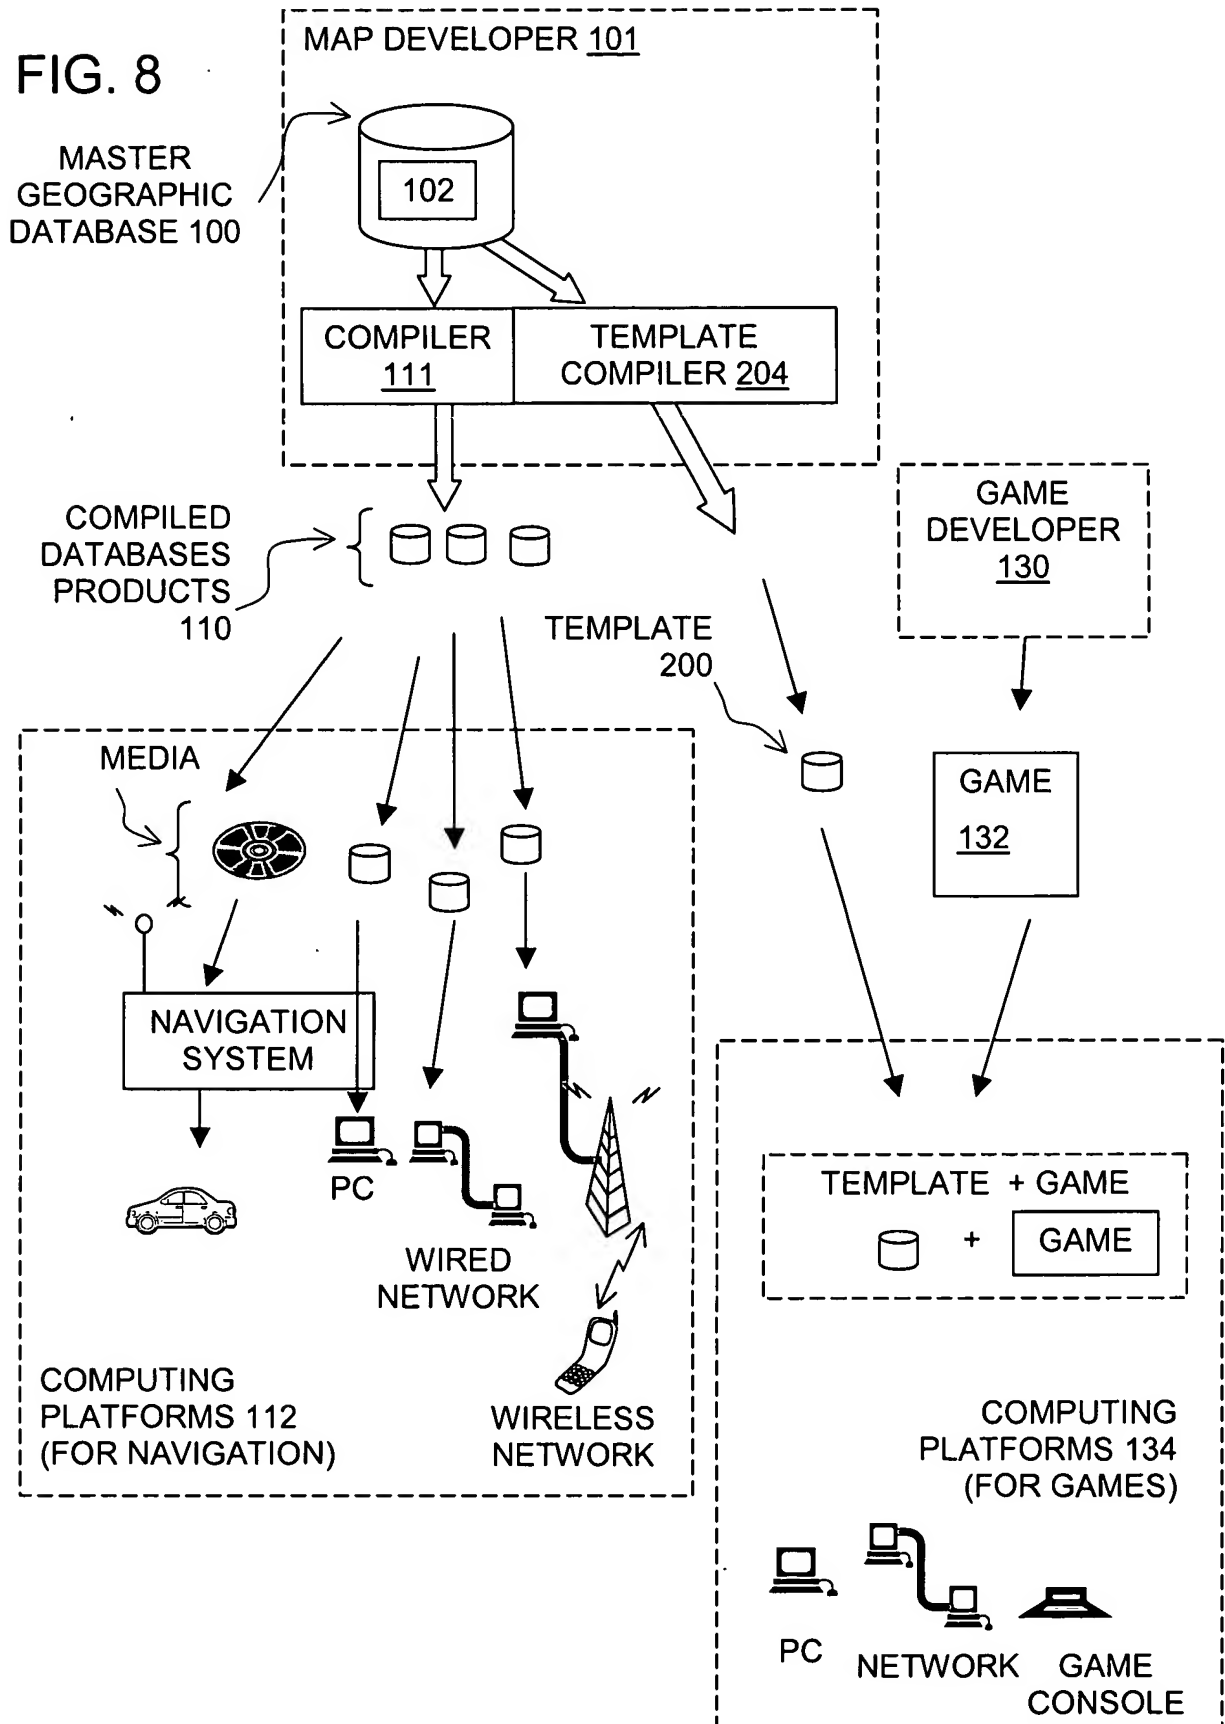 FIG. 8
MAP DEVELOPER 101
MASTER
GEOGRAPHIC
DATABASE 100
102
COMPILER
111
TEMPLATE
COMPILER 204
COMPILED
DATABASES
PRODUCTS
110
TEMPLATE
200
GAME
DEVELOPER
130
MEDIA
GAME
132
NAVIGATION
SYSTEM
PC
WIRED
NETWORK
WIRELESS
NETWORK
COMPUTING
PLATFORMS 112
(FOR NAVIGATION)
TEMPLATE + GAME
+ GAME
COMPUTING
PLATFORMS 134
(FOR GAMES)
PC
NETWORK
GAME
CONSOLE